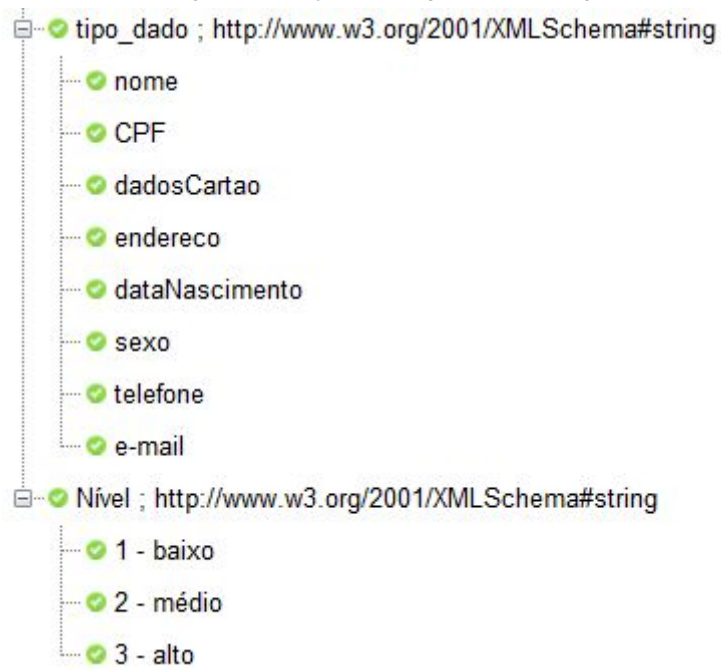 tipo_dado ; http://www.w3.org/2001/XMLSchema#string
nome
CPF
dadosCartao
endereco
dataNascimento
sexo
telefone
e-mail
Nível ; http://www.w3.org/2001/XMLSchema#string
1 - baixo
2 - médio
3 - alto